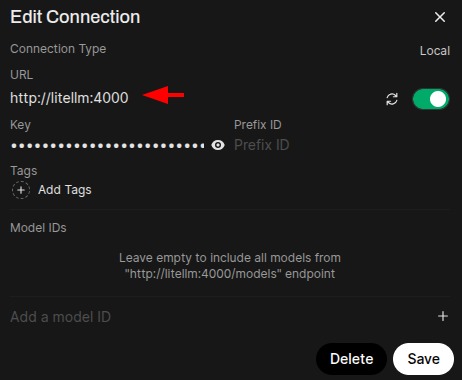 Edit Connection
Connection Type
Local
URL
http://litellm:4000
Key
Prefix ID
Prefix ID
Tags
Add Tags
Model IDs
Leave empty to include all models from
"http://litellm:4000/models" endpoint
Add a model ID
Delete
Save